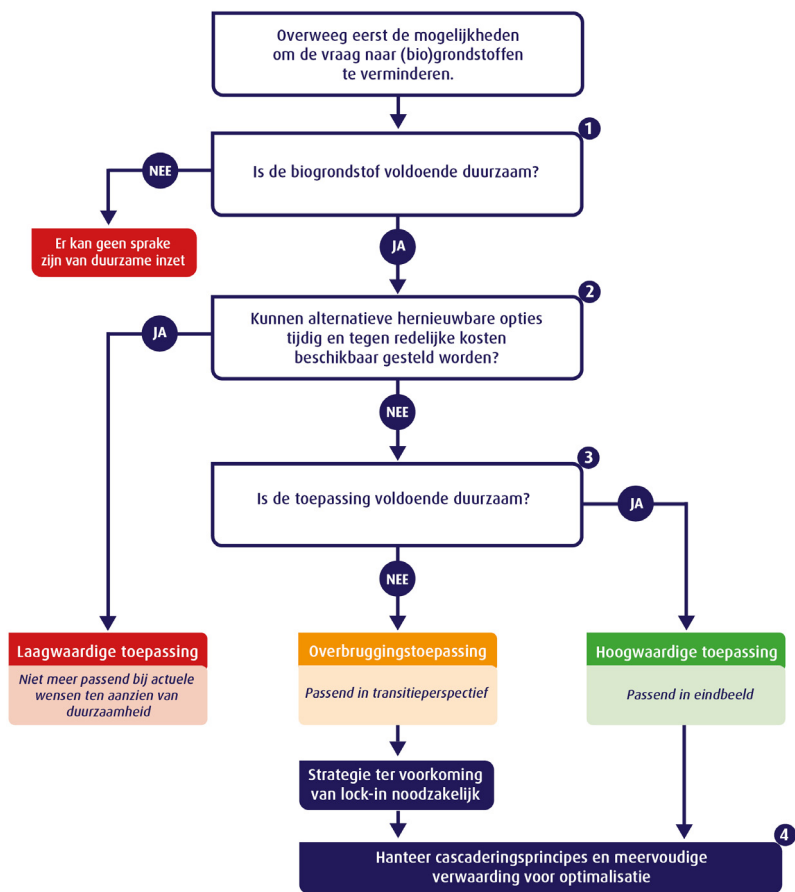 Overweeg eerst de mogelijkheden
om de vraag naar (bio)grondstoffen
te verminderen.
1
Is de biogrondstof voldoende duurzaam?
NEE
Er kan geen sprake
zijn van duurzame inzet
JA
2
Kunnen alternatieve hernieuwbare opties
tijdig en tegen redelijke kosten
beschikbaar gesteld worden?
JA
NEE
3
Is de toepassing voldoende duurzaam?
JA
NEE
Laagwaardige toepassing
Niet meer passend bij actuele
wensen ten aanzien van
duurzaamheid
Overbruggingstoepassing
Passend in transitieperspectief
Hoogwaardige toepassing
Passend in eindbeeld
Strategie ter voorkoming
van lock-in noodzakelijk
4
Hanteer cascaderingsprincipes en meervoudige
verwaarding voor optimalisatie